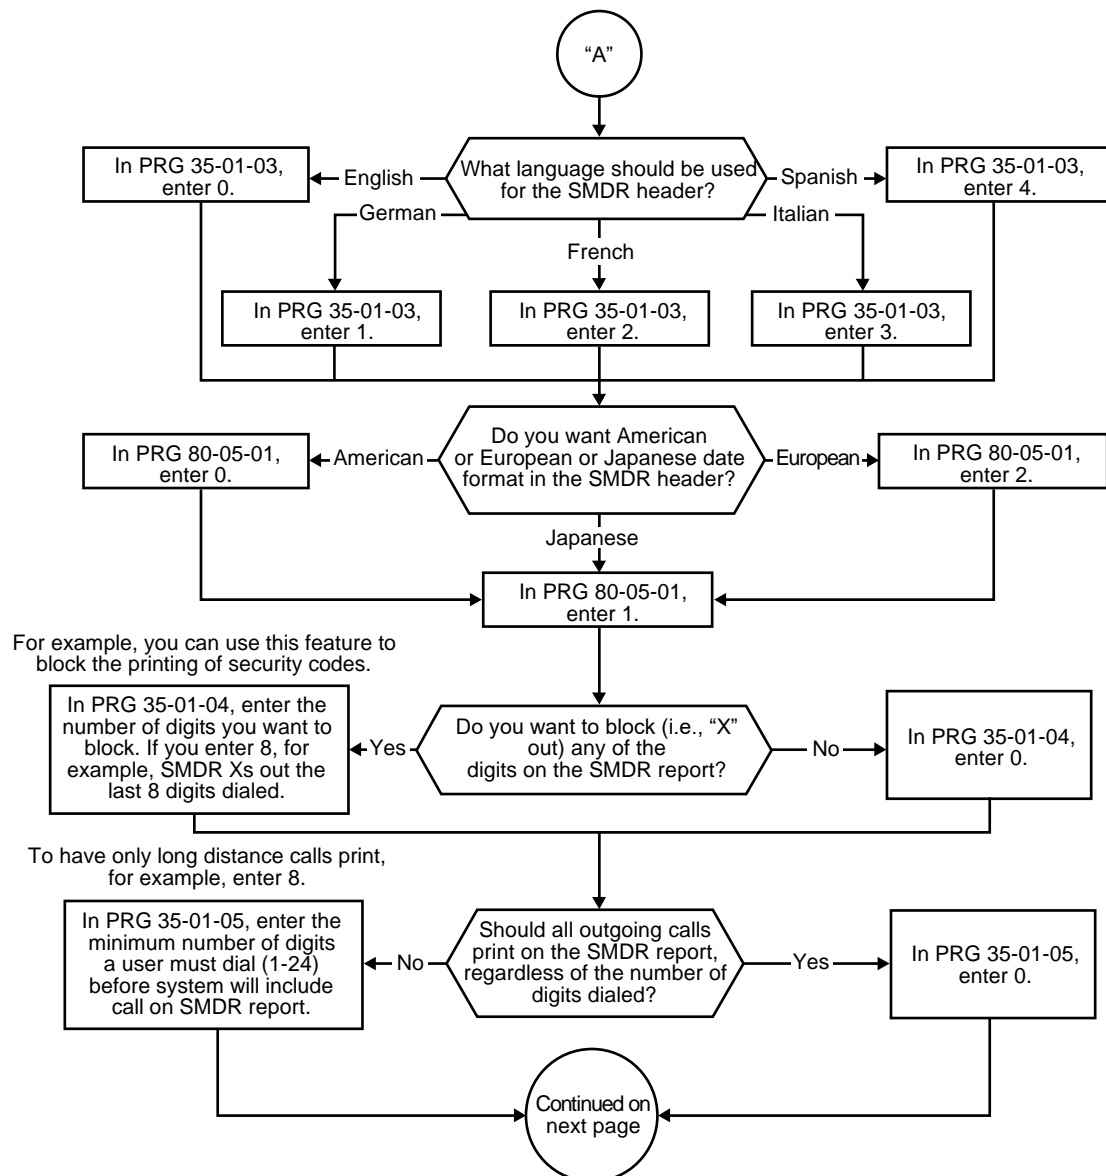 “A”
What language should be used
for the SMDR header?
English
In PRG 35-01-03,
enter 0.
Spanish
In PRG 35-01-03,
enter 4.
German
Italian
French
In PRG 35-01-03,
enter 1.
In PRG 35-01-03,
enter 2.
In PRG 35-01-03,
enter 3.
Do you want American
or European or Japanese date
format in the SMDR header?
American
In PRG 80-05-01,
enter 0.
European
In PRG 80-05-01,
enter 2.
Japanese
In PRG 80-05-01,
enter 1.
For example, you can use this feature to
block the printing of security codes.
In PRG 35-01-04, enter the
number of digits you want to
block. If you enter 8, for
example, SMDR Xs out the
last 8 digits dialed.
Yes
Do you want to block (i.e., “X”
out) any of the
digits on the SMDR report?
No
In PRG 35-01-04,
enter 0.
To have only long distance calls print,
for example, enter 8.
In PRG 35-01-05, enter the
minimum number of digits
a user must dial (1-24)
before system will include
call on SMDR report.
No
Should all outgoing calls
print on the SMDR report,
regardless of the number of
digits dialed?
Yes
In PRG 35-01-05,
enter 0.
Continued on
next page